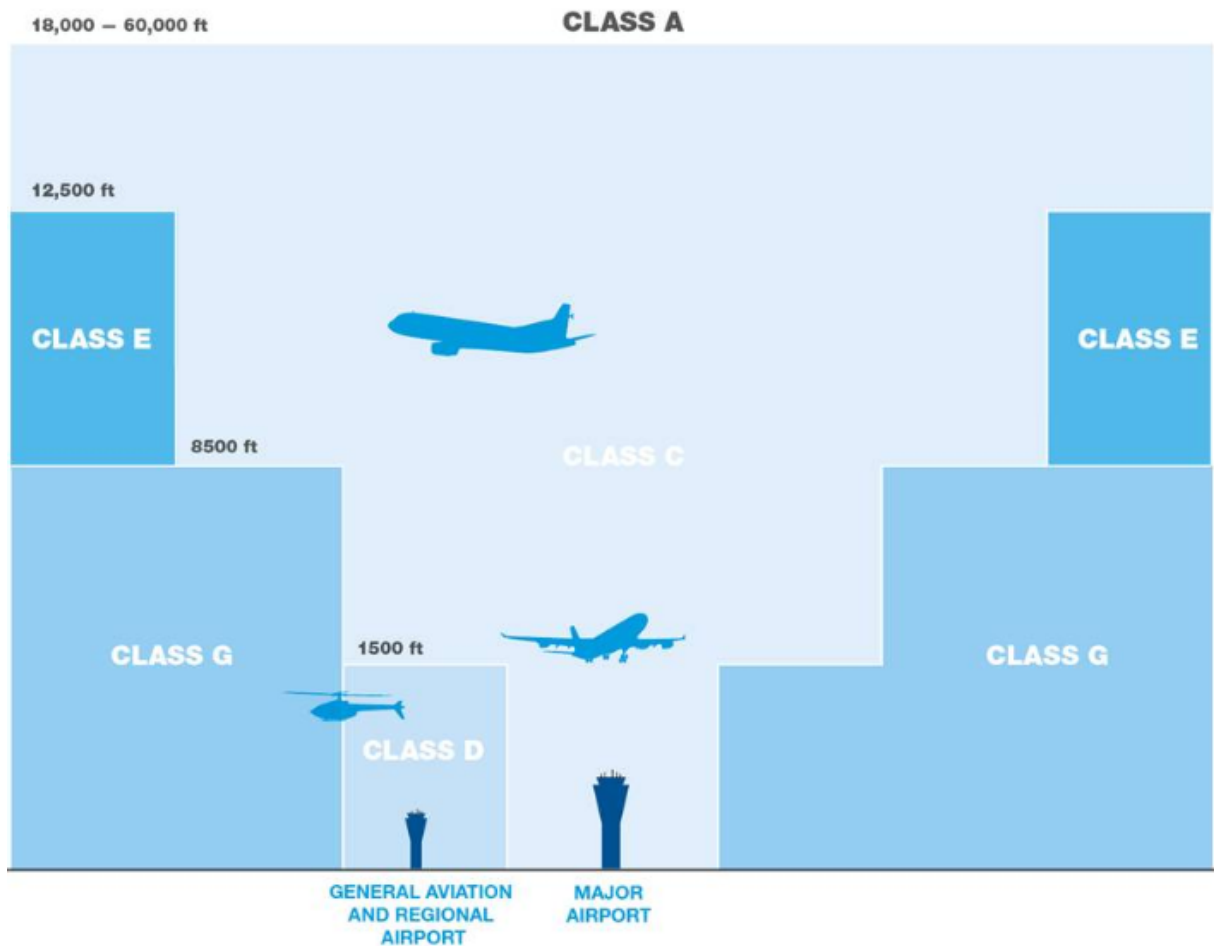 18,000 – 60,000 ft
CLASS A
12,500 ft
CLASS E
CLASS E
8500 ft
CLASS C
1500 ft
CLASS G
CLASS G
CLASS D
GENERAL AVIATION
AND REGIONAL
AIRPORT
MAJOR
AIRPORT